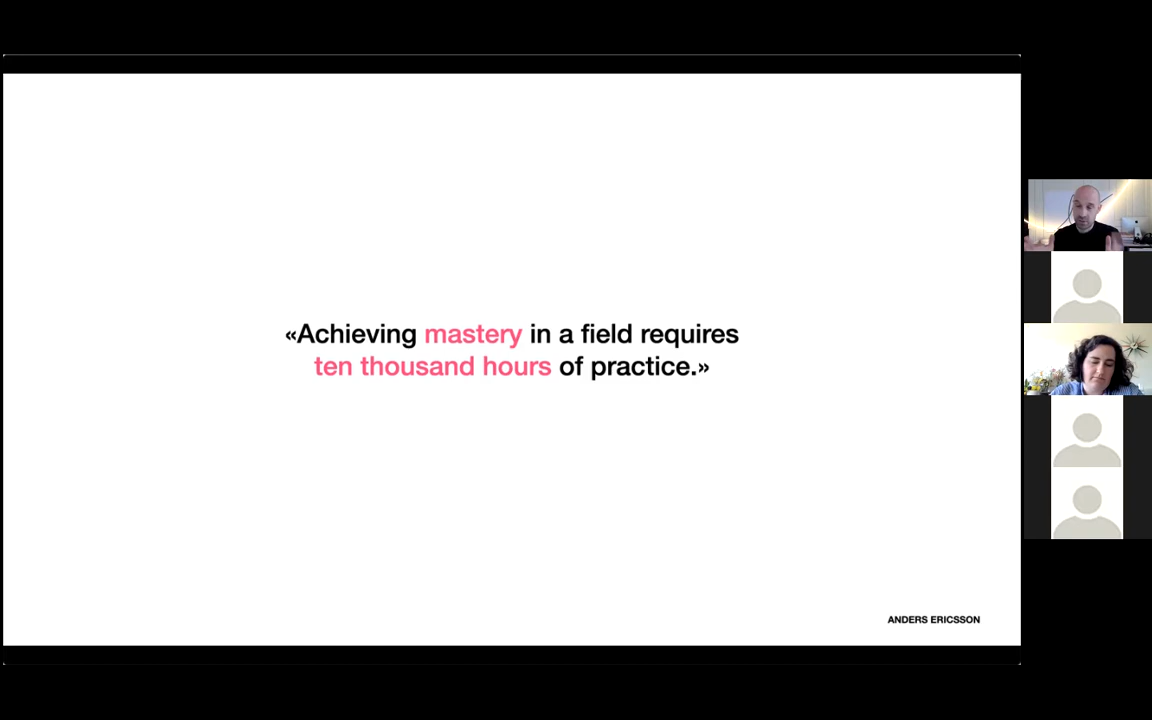 «Achieving mastery in a field requires
ten thousand hours of practice.»
ANDERS ERICSSON